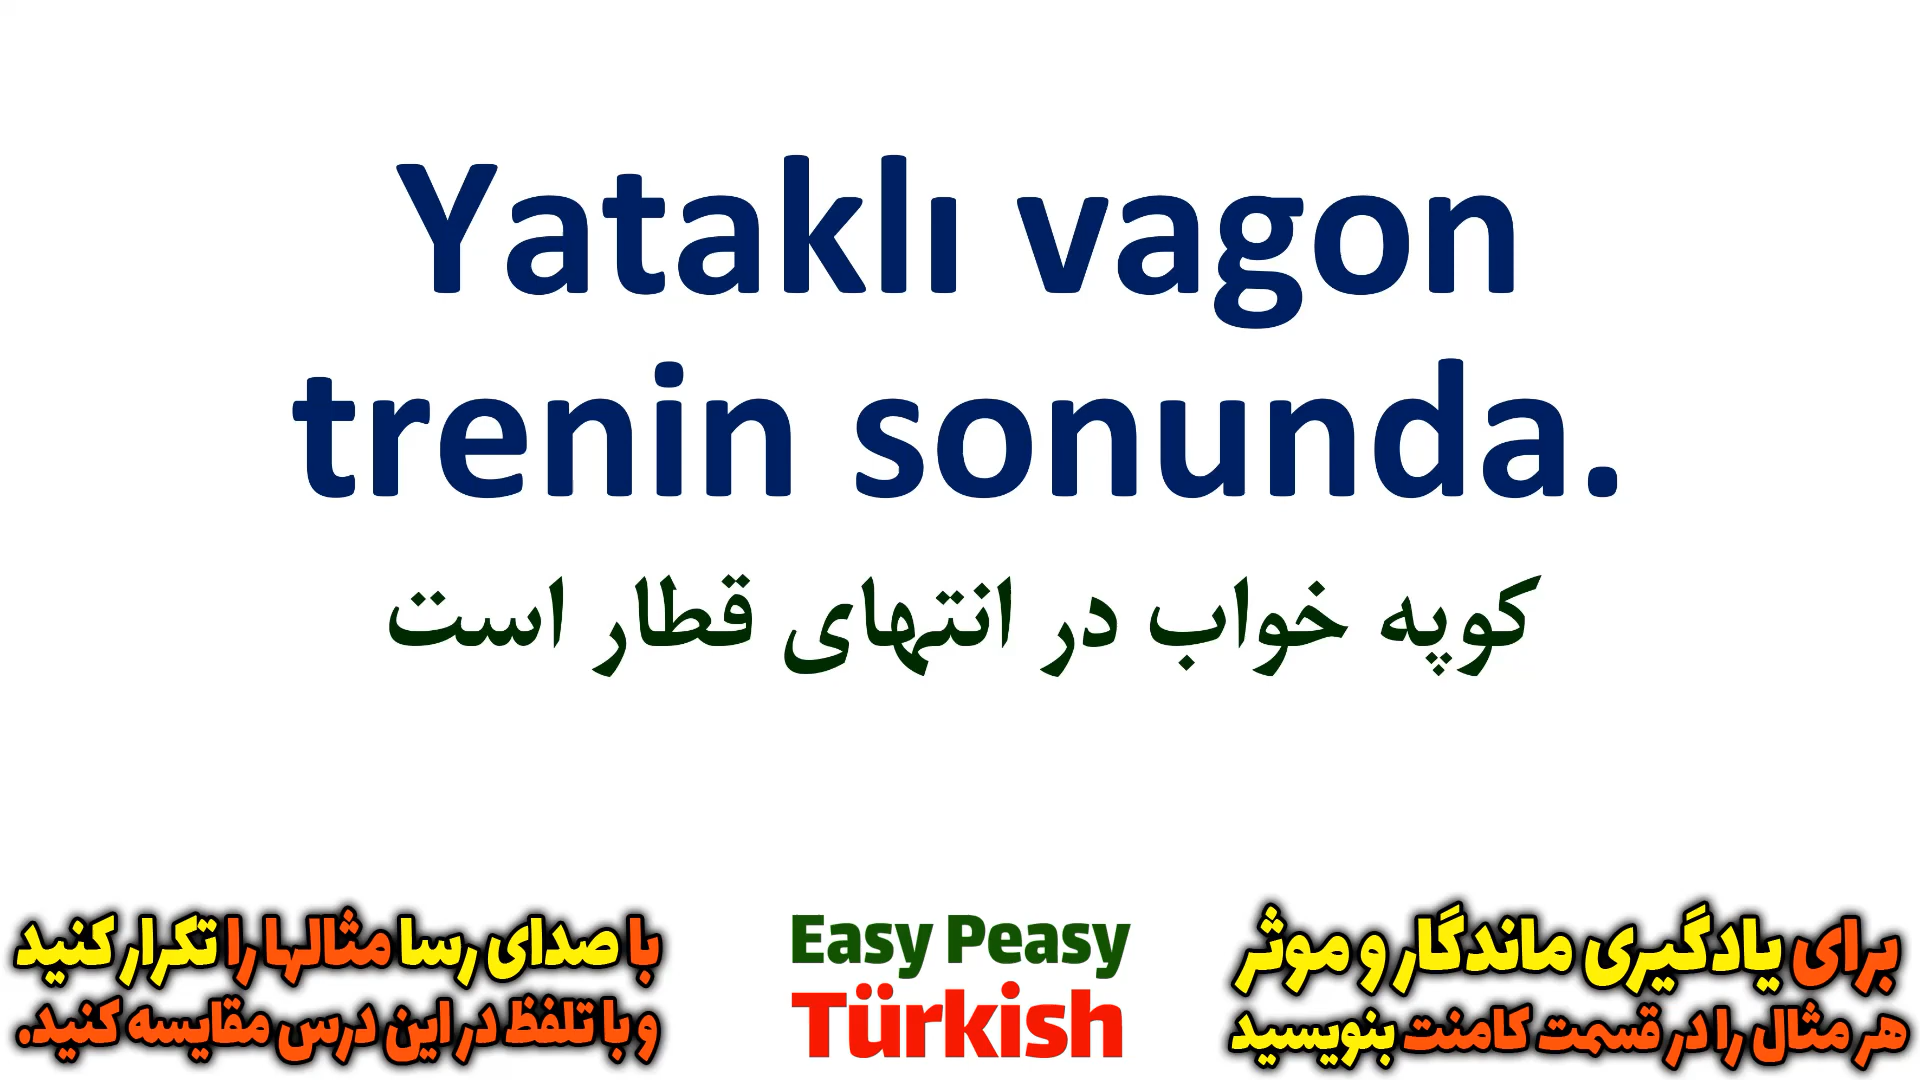 Yataklı vagon
trenin sonunda.
کوپه خواب در انتهای قطار است
برای یادگیری ماندگار و موثر
هر مثال را در قسمت کامنت بنویسید
Easy Peasy
Türkish
با صدای رسا مثالها را تکرار کنید
و با تلفظ در این درس مقایسه کنید.